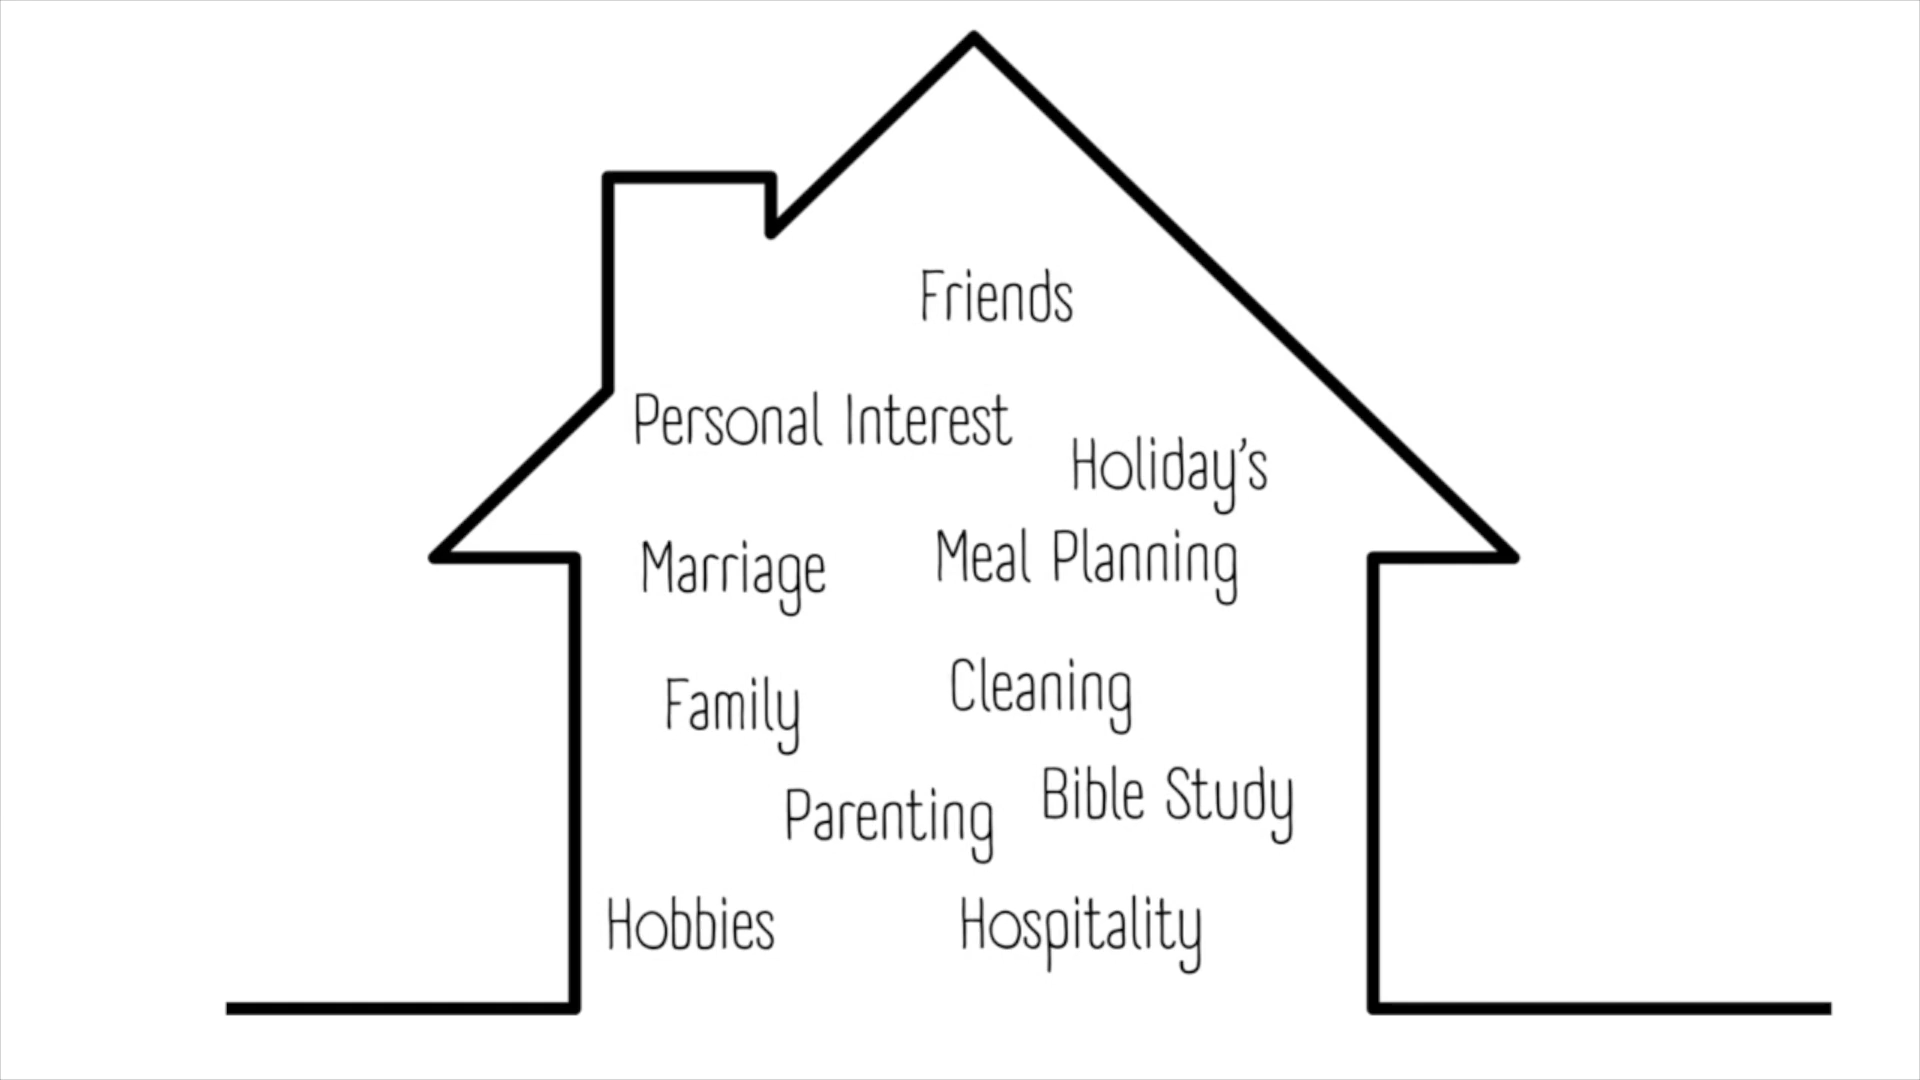 Friends
Personal Interest
Holiday's
Marriage
Meal Planning
Family
Cleaning
Parenting
Bible Study
Hobbies
Hospitality